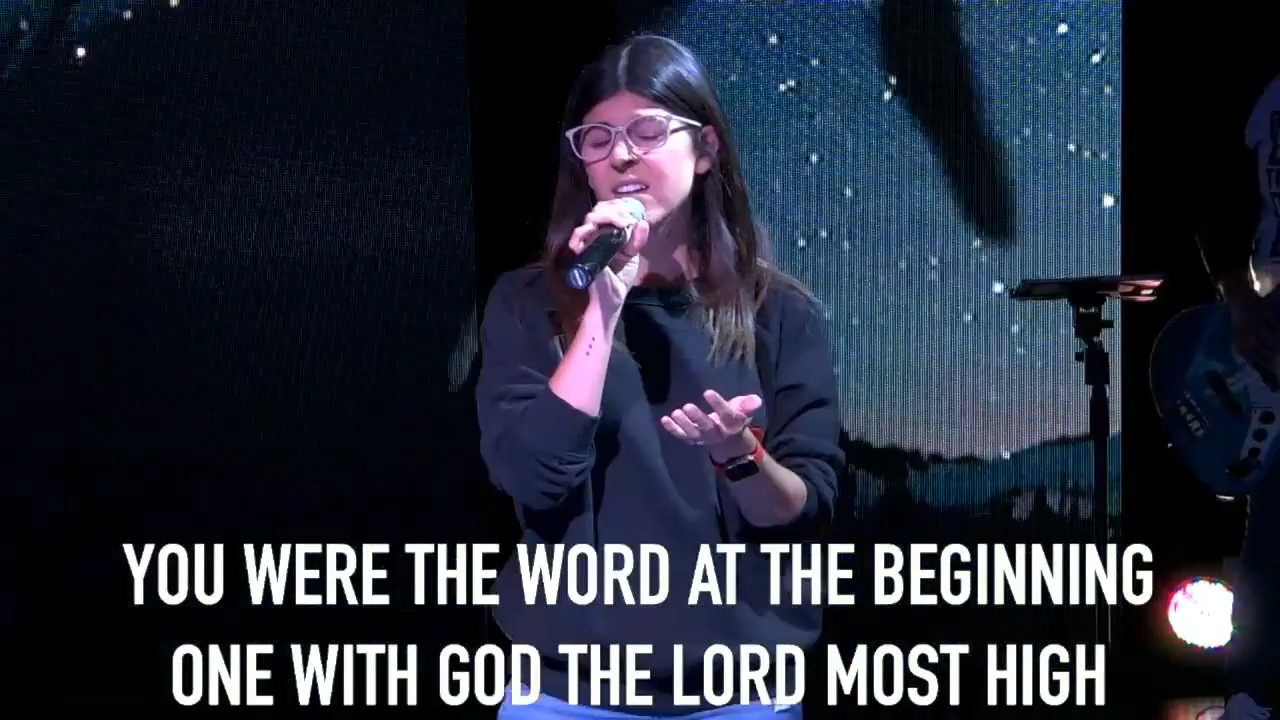 YOU WERE THE WORD AT THE BEGINNING
ONE WITH GOD THE LORD MOST HIGH